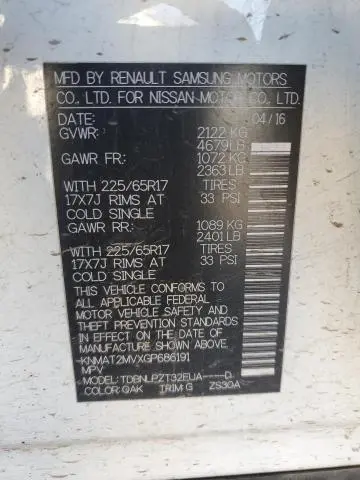 MFD BY RENAULT SAMSUNG MOTORS
CO., LTD. FOR NISSAN MOTOR CO., LTD.
DATE: 04/16
GVWR: 2122 KG
4679LB
GAWR FR: 1072 KG
2363 LB
WITH 225/65R17 TIRES
17X7J RIMS AT 33 PSI
COLD SINGLE
GAWR RR: 1089 KG
2401 LB
WITH 225/65R17 TIRES
17X7J RIMS AT 33 PSI
COLD SINGLE
THIS VEHICLE CONFORMS TO
ALL APPLICABLE U.S. FEDERAL
MOTOR VEHICLE SAFETY, BUMPER,
AND THEFT PREVENTION
STANDARDS IN EFFECT ON THE
DATE OF MANUFACTURE
SHOWN ABOVE.
KNMAT2MVXGP686191
MPV
MODEL: TDBNLPZT32EUA----D
COLOR: QAK TRIM: G ZS30A